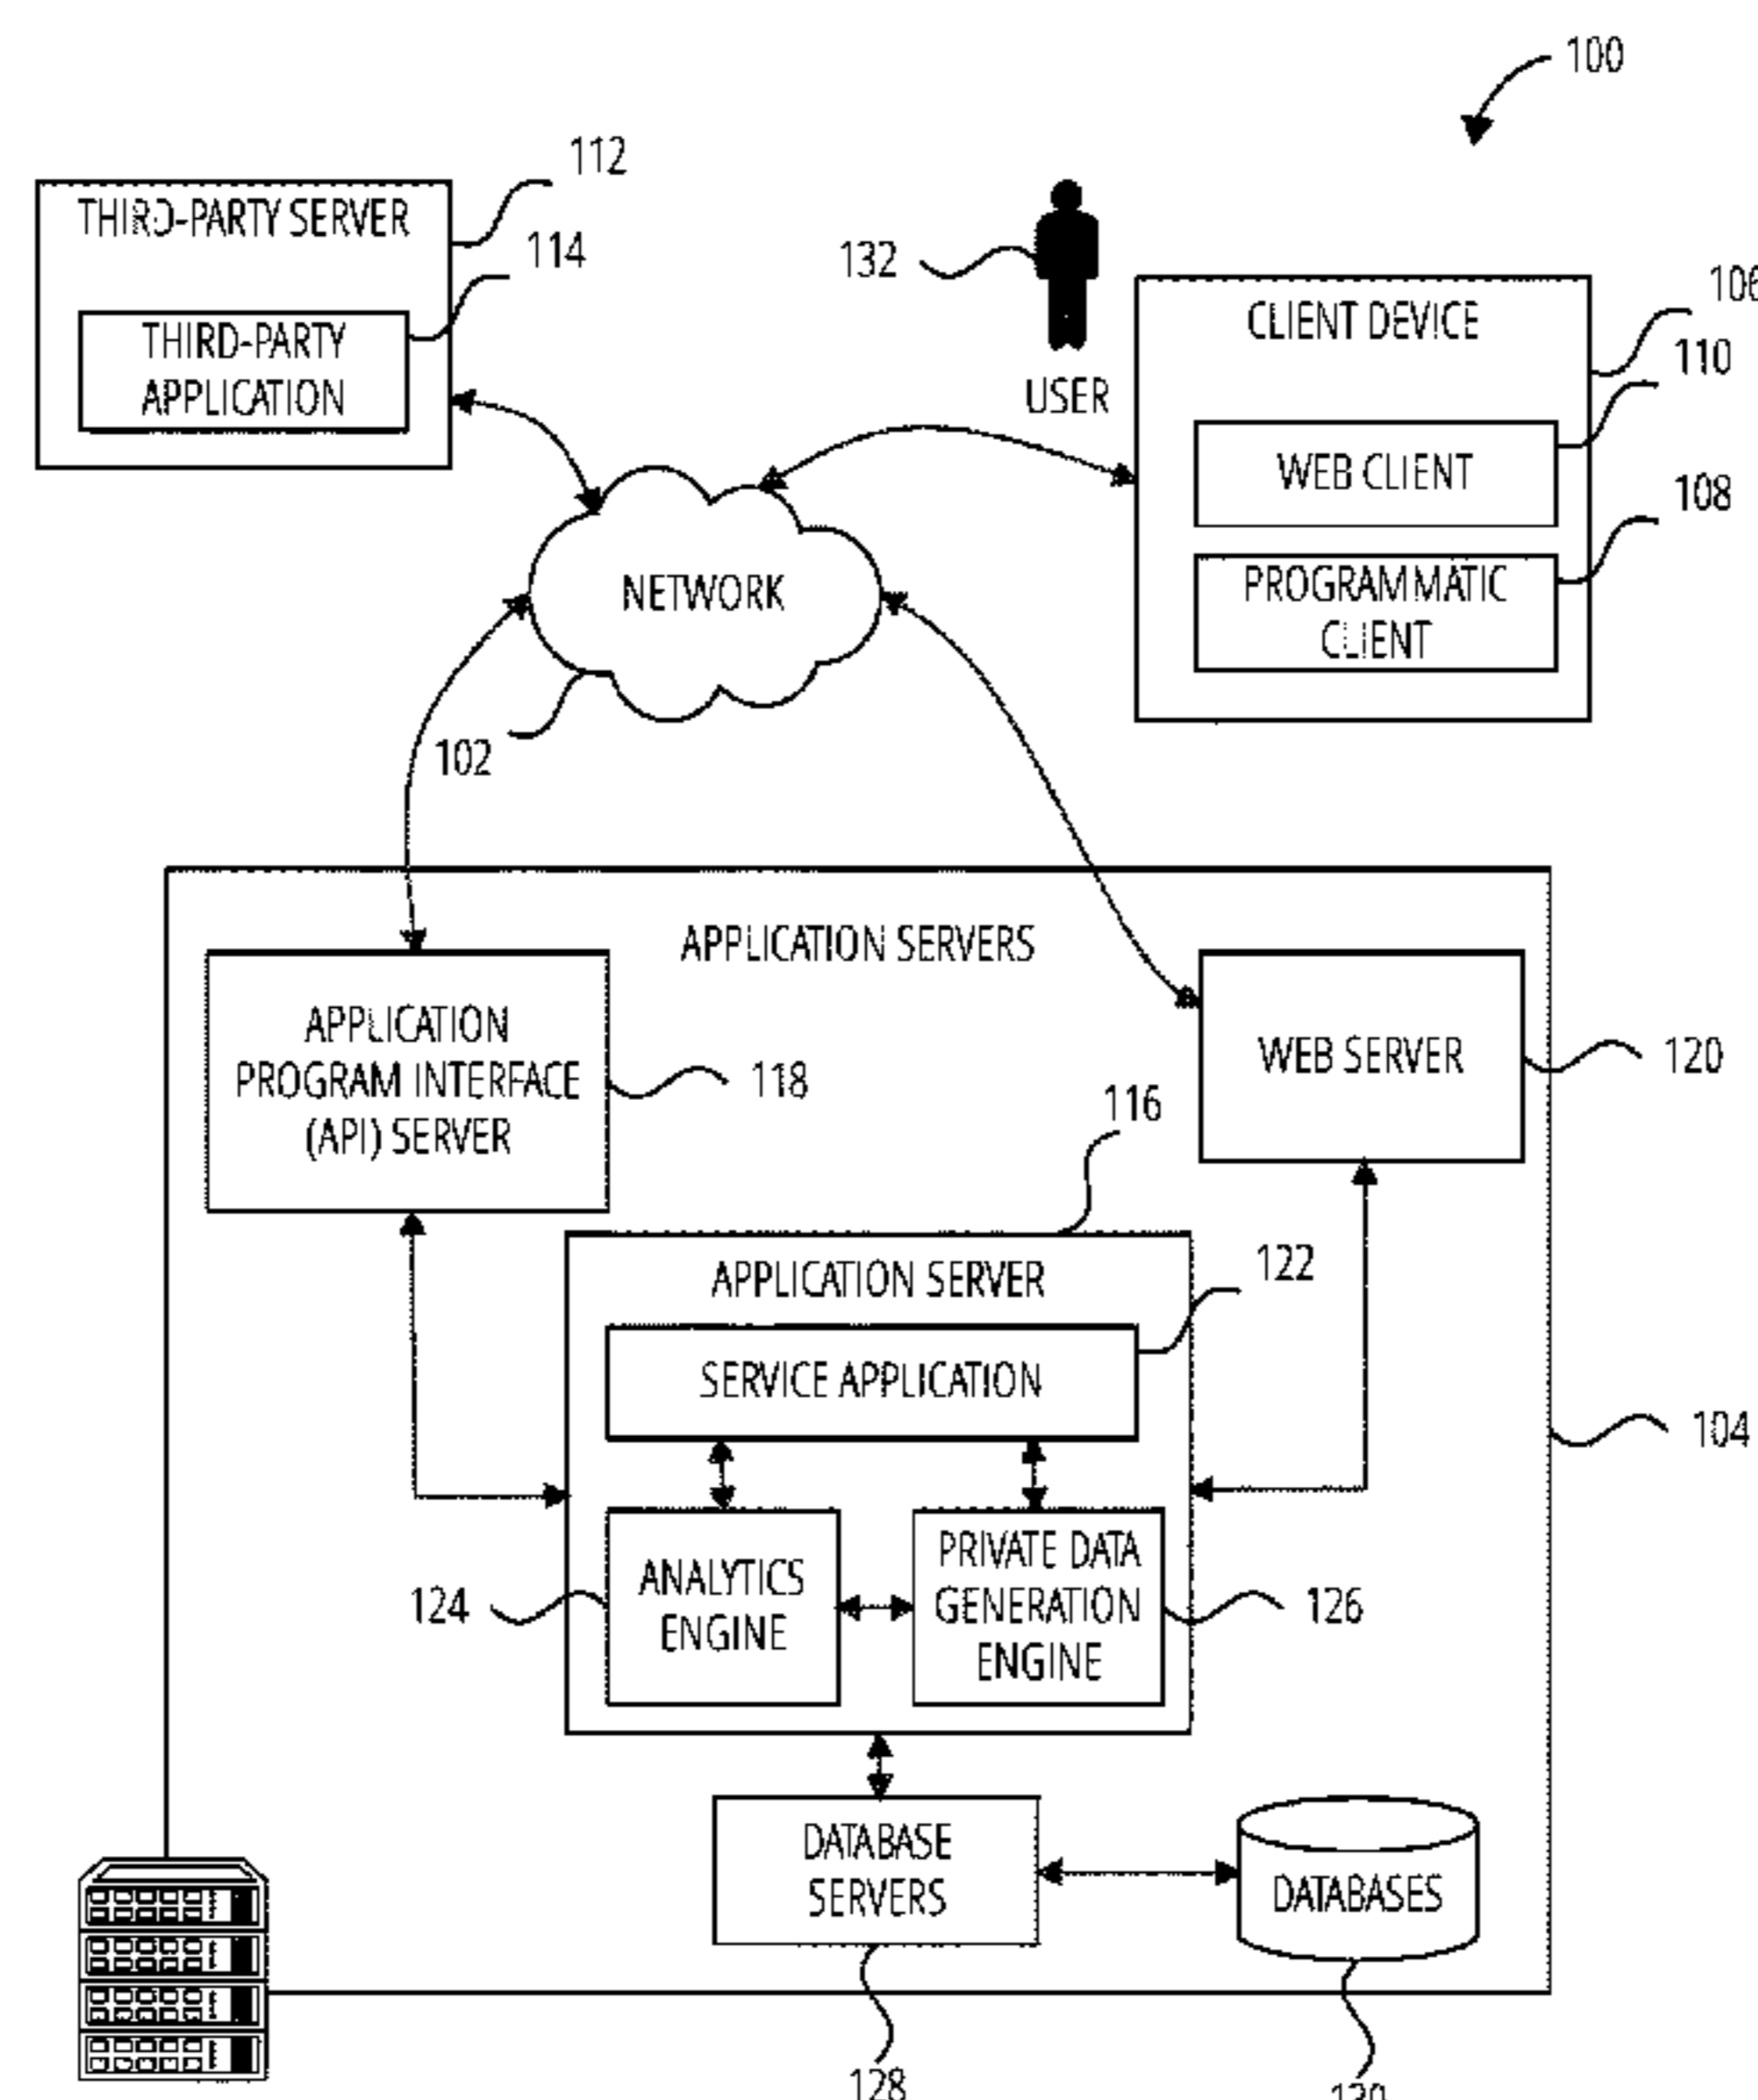 100
112
THIRD-PARTY SERVER
114
THIRD-PARTY
APPLICATION
132
USER
106
CLIENT DEVICE
110
WEB CLIENT
108
PROGRAMMATIC
CLIENT
NETWORK
102
APPLICATION SERVERS
APPLICATION
PROGRAM INTERFACE
(API) SERVER
118
WEB SERVER
120
116
APPLICATION SERVER
122
SERVICE APPLICATION
104
124
ANALYTICS
ENGINE
PRIVATE DATA
GENERATION
ENGINE
126
DATABASE
SERVERS
DATABASES
128
130